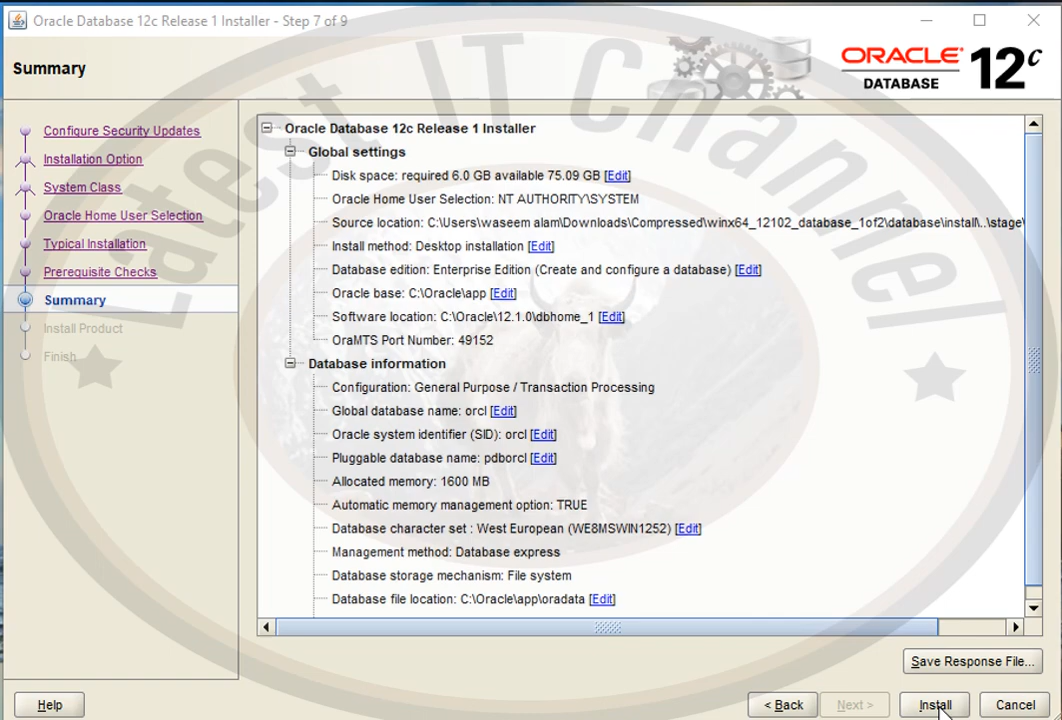 Oracle Database 12c Release 1 Installer - Step 7 of 9
Summary
ORACLE®
DATABASE
12c
Configure Security Updates
Installation Option
System Class
Oracle Home User Selection
Typical Installation
Prerequisite Checks
Summary
Install Product
Finish
Oracle Database 12c Release 1 Installer
Global settings
Disk space: required 6.0 GB available 75.09 GB [Edit]
Oracle Home User Selection: NT AUTHORITY\SYSTEM
Source location: C:\Users\waseem alam\Downloads\Compressed\winx64_12102_database_1of2\database\install\..\stage\
Install method: Desktop installation [Edit]
Database edition: Enterprise Edition (Create and configure a database) [Edit]
Oracle base: C:\Oracle\app [Edit]
Software location: C:\Oracle\12.1.0\dbhome_1 [Edit]
OraMTS Port Number: 49152
Database information
Configuration: General Purpose / Transaction Processing
Global database name: orcl [Edit]
Oracle system identifier (SID): orcl [Edit]
Pluggable database name: pdborcl [Edit]
Allocated memory: 1600 MB
Automatic memory management option: TRUE
Database character set : West European (WE8MSWIN1252) [Edit]
Management method: Database express
Database storage mechanism: File system
Database file location: C:\Oracle\app\oradata [Edit]
Save Response File...
Help
< Back
Next >
Install
Cancel
Latest IT Channel